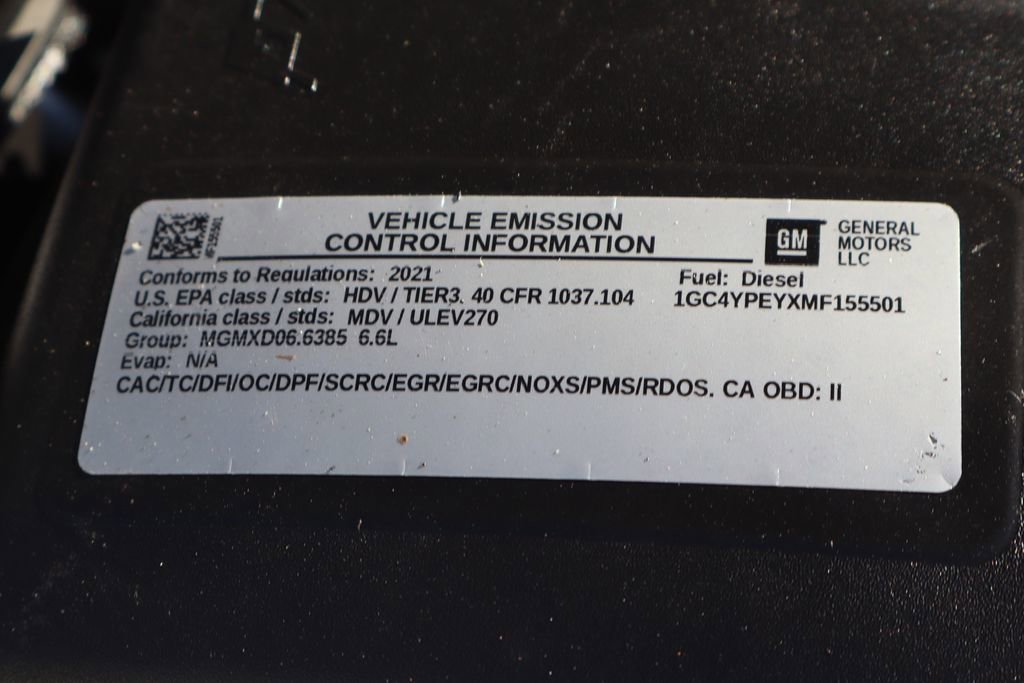 VEHICLE EMISSION
CONTROL INFORMATION
GM
GENERAL
MOTORS
LLC
MF155501
Conforms to Regulations: 2021
Fuel: Diesel
U.S. EPA class / stds: HDV / TIER3, 40 CFR 1037.104
1GC4YPEYXMF155501
California class / stds: MDV / ULEV270
Group: MGMXD06.6385 6.6L
Evap: N/A
CAC/TC/DFI/OC/DPF/SCRC/EGR/EGRC/NOXS/PMS/RDOS. CA OBD: II